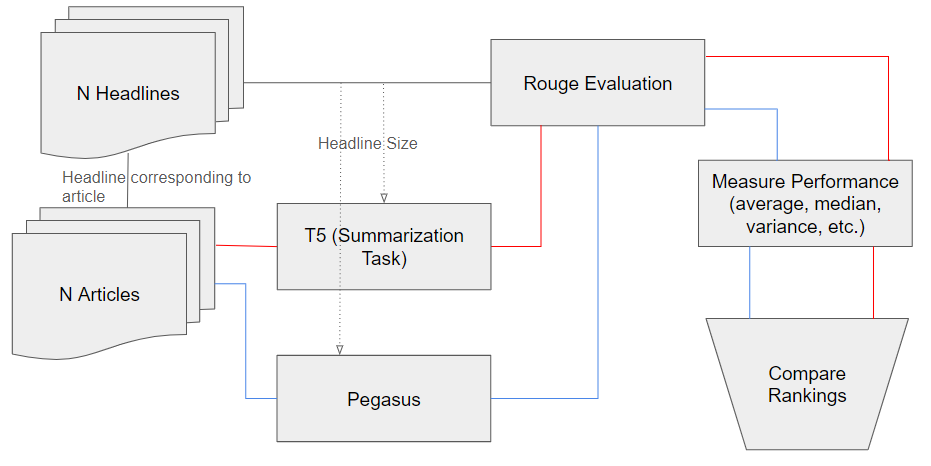 N Headlines
Rouge Evaluation
Headline Size
Headline corresponding to
article
Measure Performance
(average, median,
variance, etc.)
T5 (Summarization
Task)
N Articles
Pegasus
Compare
Rankings